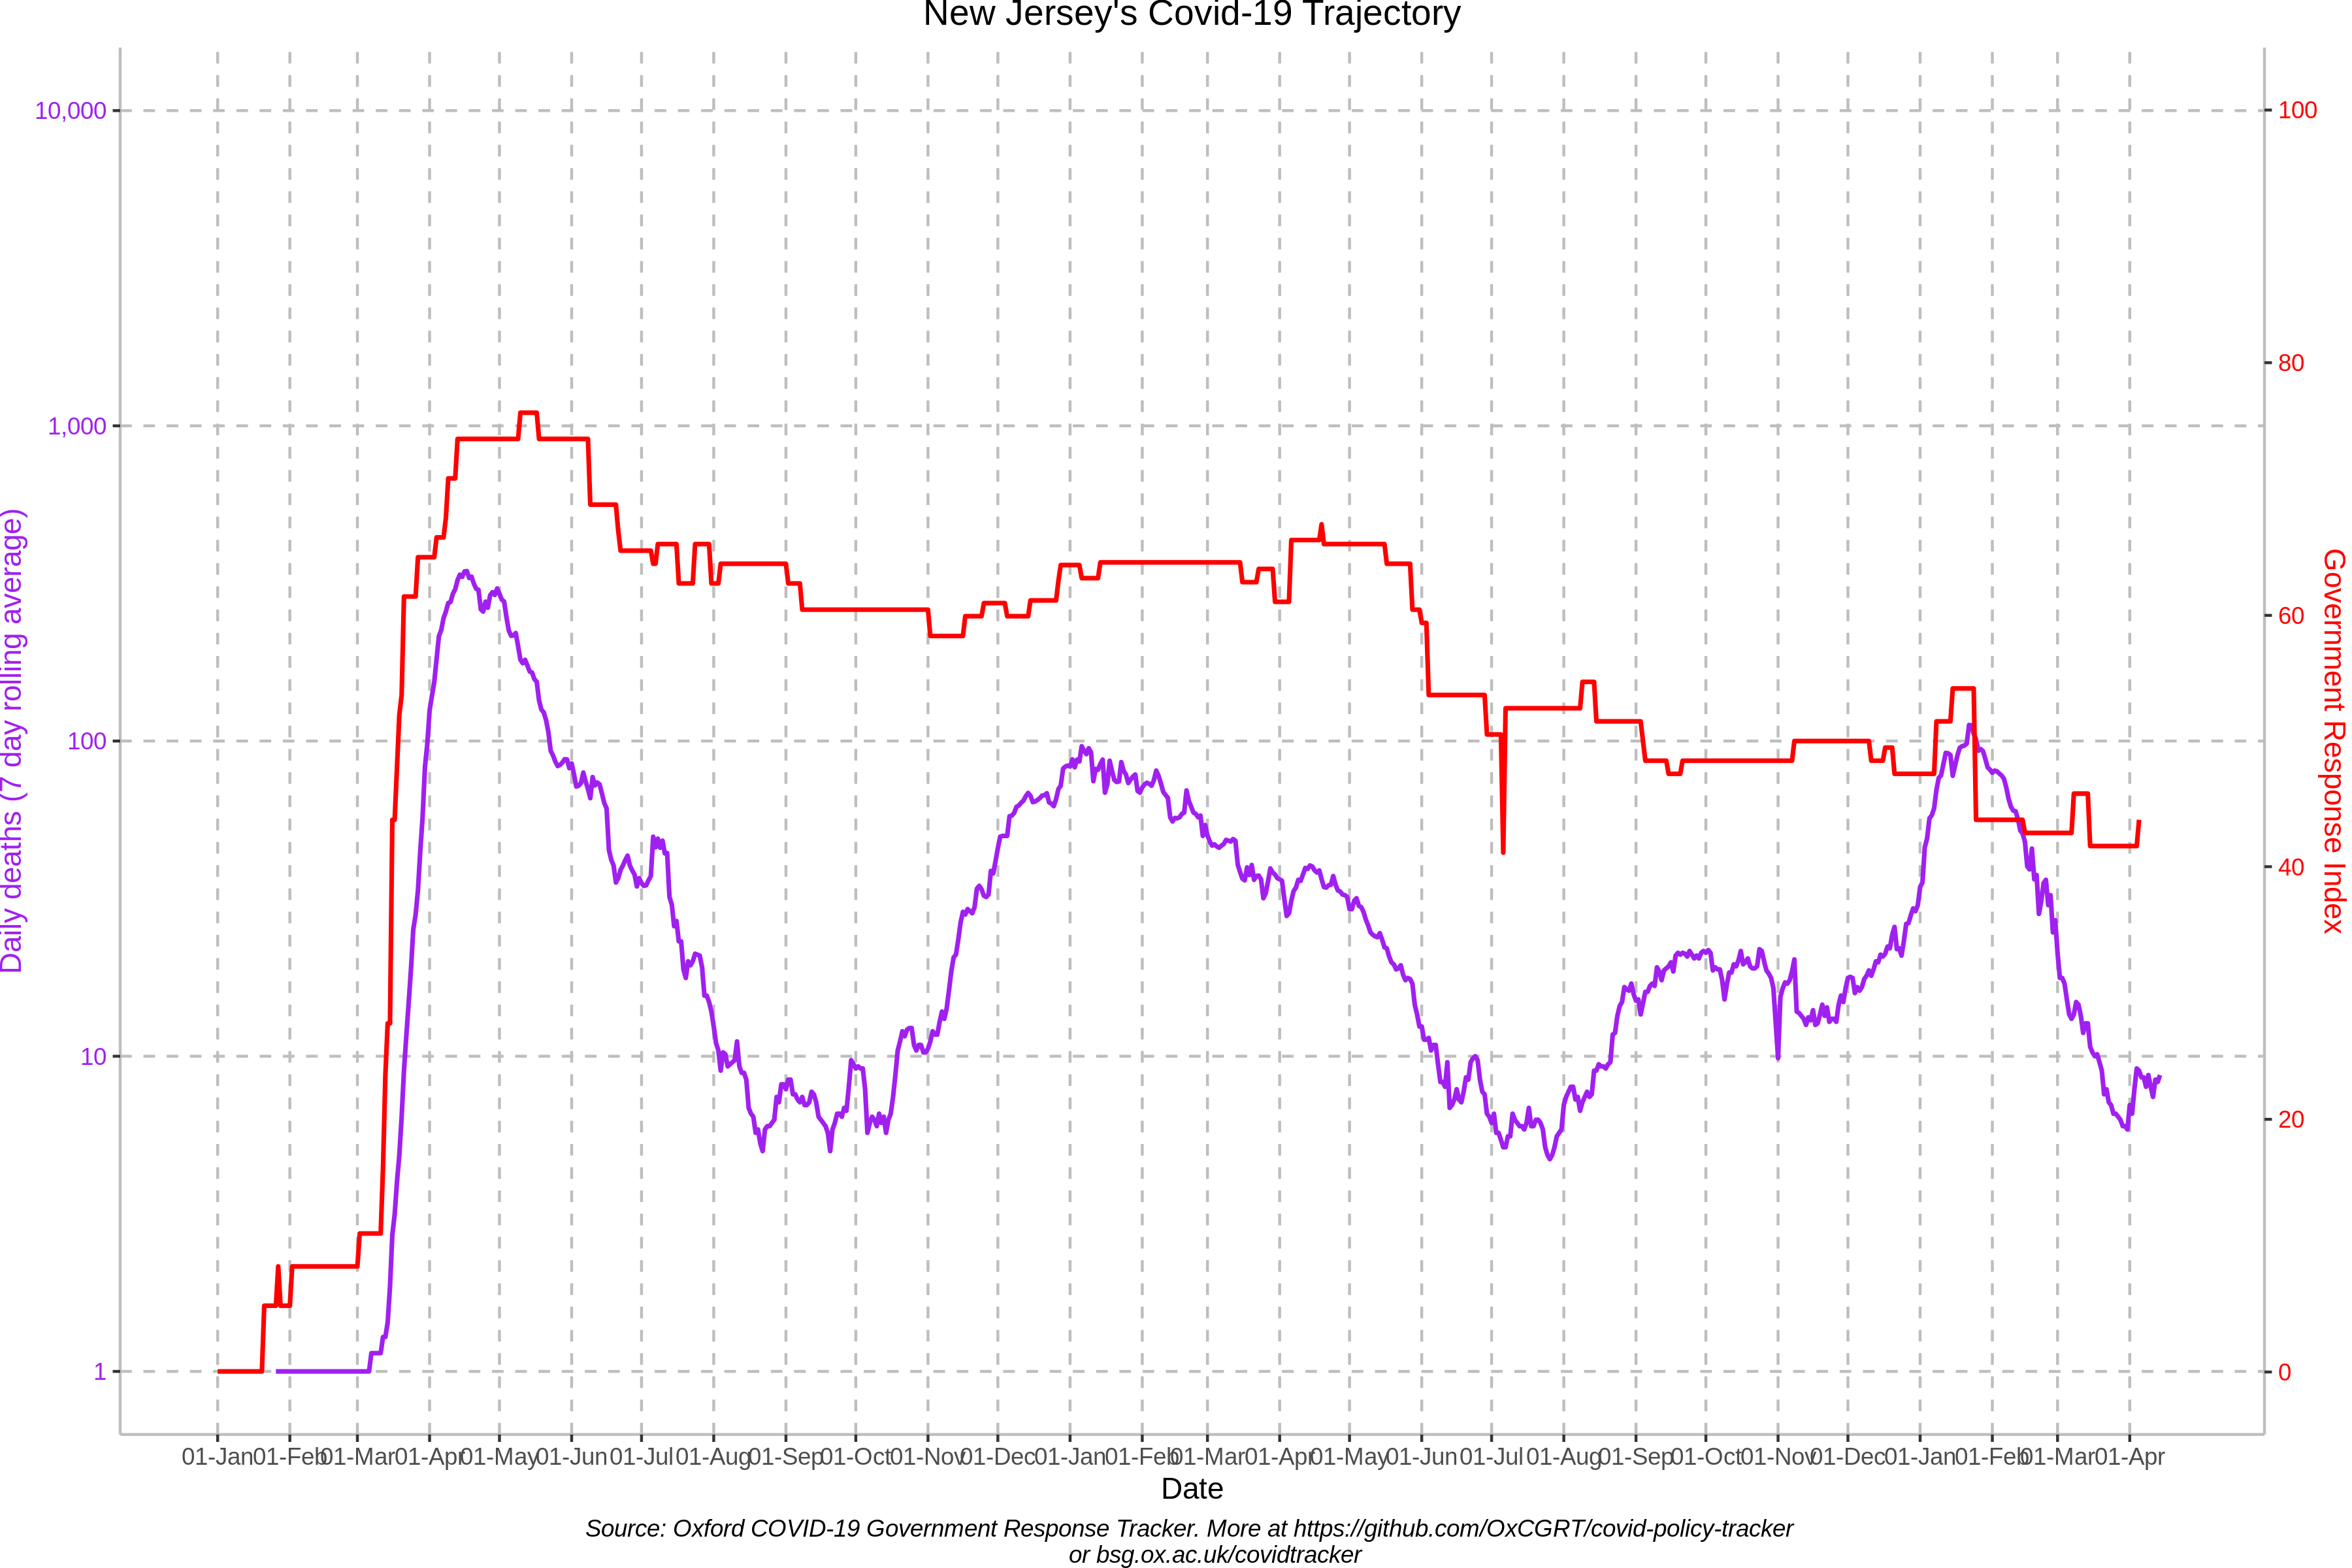 New Jersey's Covid-19 Trajectory
10,000
1,000
100
10
1
Daily deaths (7 day rolling average)
100
80
60
40
20
0
Government Response Index
01-Jan 01-Feb 01-Mar 01-Apr 01-May 01-Jun 01-Jul 01-Aug 01-Sep 01-Oct 01-Nov 01-Dec 01-Jan 01-Feb 01-Mar 01-Apr 01-May 01-Jun 01-Jul 01-Aug 01-Sep 01-Oct 01-Nov 01-Dec 01-Jan 01-Feb 01-Mar 01-Apr
Date
Source: Oxford COVID-19 Government Response Tracker. More at https://github.com/OxCGRT/covid-policy-tracker
or bsg.ox.ac.uk/covidtracker